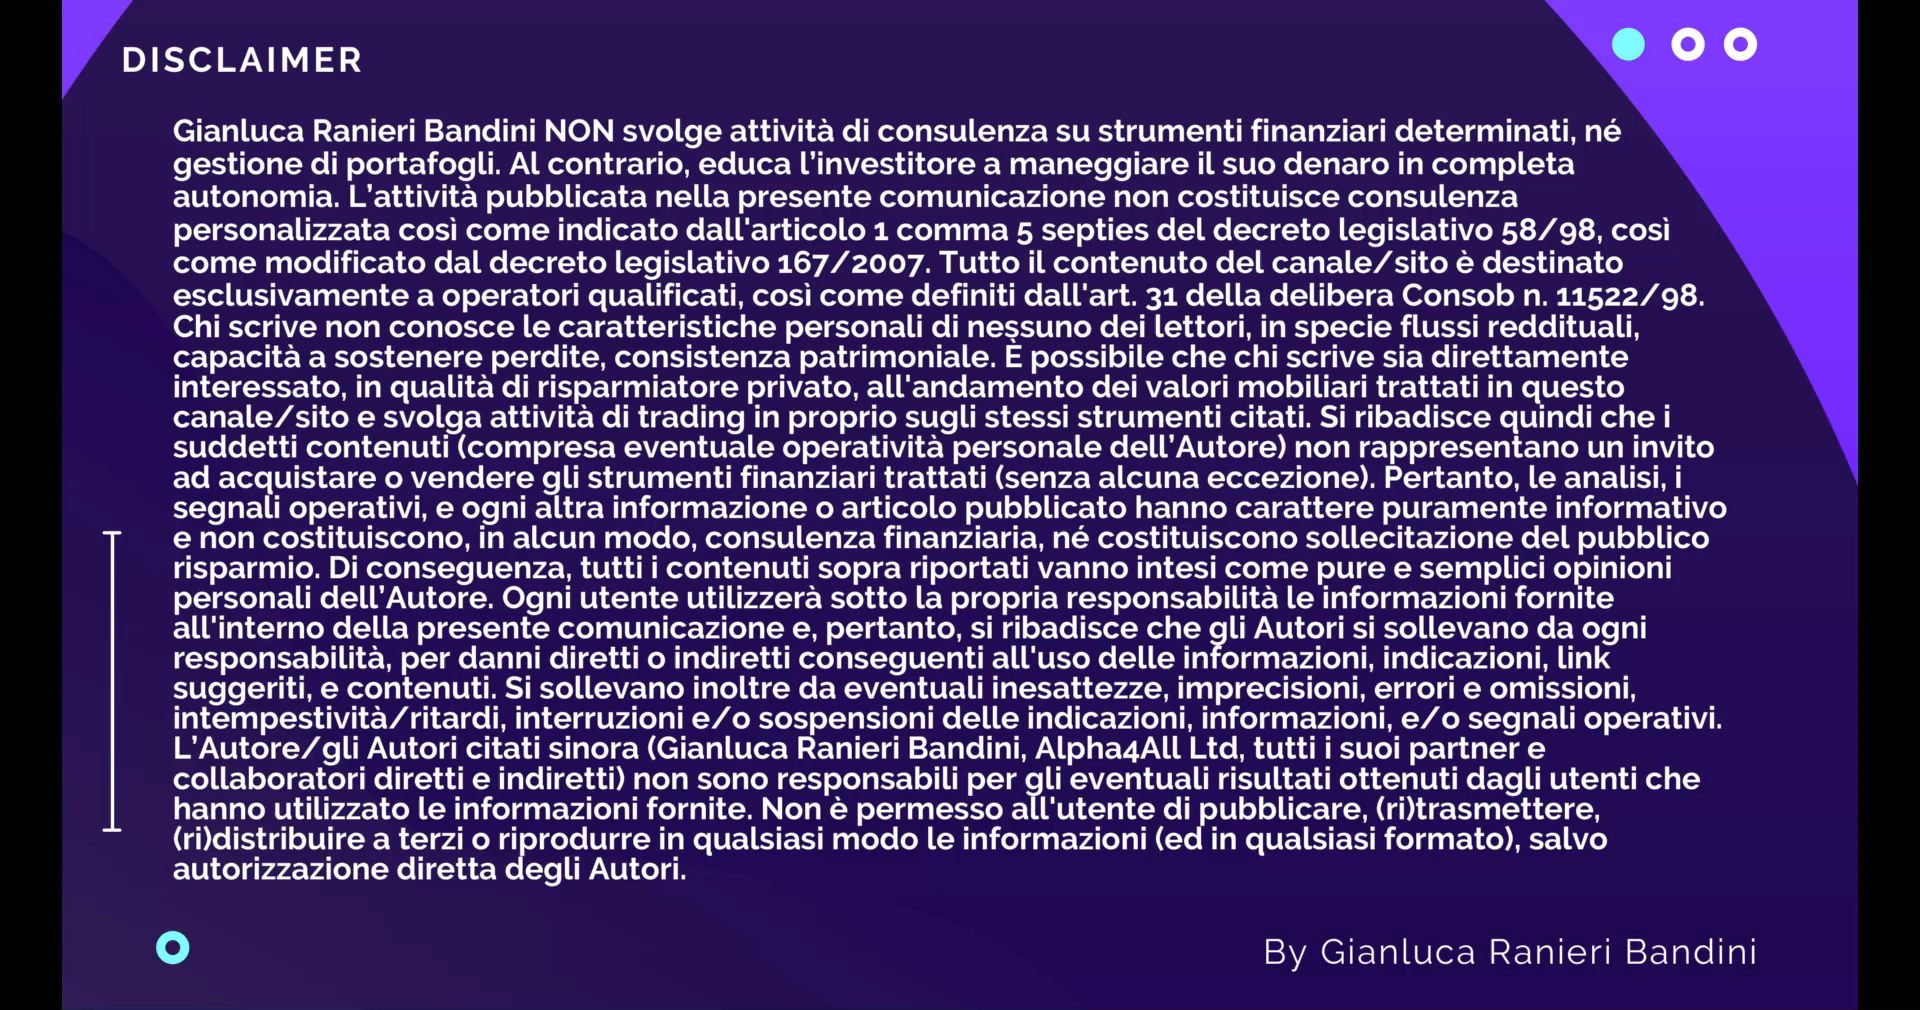 DISCLAIMER
Gianluca Ranieri Bandini NON svolge attività di consulenza su strumenti finanziari determinati, né
gestione di portafogli. Al contrario, educa l’investitore a maneggiare il suo denaro in completa
autonomia. L’attività pubblicata nella presente comunicazione non costituisce consulenza
personalizzata così come indicato dall'articolo 1 comma 5 septies del decreto legislativo 58/98, così
come modificato dal decreto legislativo 167/2007. Tutto il contenuto del canale/sito è destinato
esclusivamente a operatori qualificati, così come definiti dall'art. 31 della delibera Consob n. 11522/98.
Chi scrive non conosce le caratteristiche personali di nessuno dei lettori, in specie flussi reddituali,
capacità a sostenere perdite, consistenza patrimoniale. È possibile che chi scrive sia direttamente
interessato, in qualità di risparmiatore privato, all'andamento dei valori mobiliari trattati in questo
canale/sito e svolga attività di trading in proprio sugli stessi strumenti citati. Si ribadisce quindi che i
suddetti contenuti (compresa eventuale operatività personale dell’Autore) non rappresentano un invito
ad acquistare o vendere gli strumenti finanziari trattati (senza alcuna eccezione). Pertanto, le analisi, i
segnali operativi, e ogni altra informazione o articolo pubblicato hanno carattere puramente informativo
e non costituiscono, in alcun modo, consulenza finanziaria, né costituiscono sollecitazione del pubblico
risparmio. Di conseguenza, tutti i contenuti sopra riportati vanno intesi come pure e semplici opinioni
personali dell’Autore. Ogni utente utilizzerà sotto la propria responsabilità le informazioni fornite
all'interno della presente comunicazione e, pertanto, si ribadisce che gli Autori si sollevano da ogni
responsabilità, per danni diretti o indiretti conseguenti all'uso delle informazioni, indicazioni, link
suggeriti, e contenuti. Si sollevano inoltre da eventuali inesattezze, imprecisioni, errori e omissioni,
intempestività/ritardi, interruzioni e/o sospensioni delle indicazioni, informazioni, e/o segnali operativi.
L’Autore/gli Autori citati sinora (Gianluca Ranieri Bandini, Alpha4All Ltd, tutti i suoi partner e
collaboratori diretti e indiretti) non sono responsabili per gli eventuali risultati ottenuti dagli utenti che
hanno utilizzato le informazioni fornite. Non è permesso all'utente di pubblicare, (ri)trasmettere,
(ri)distribuire a terzi o riprodurre in qualsiasi modo le informazioni (ed in qualsiasi formato), salvo
autorizzazione diretta degli Autori.
By Gianluca Ranieri Bandini